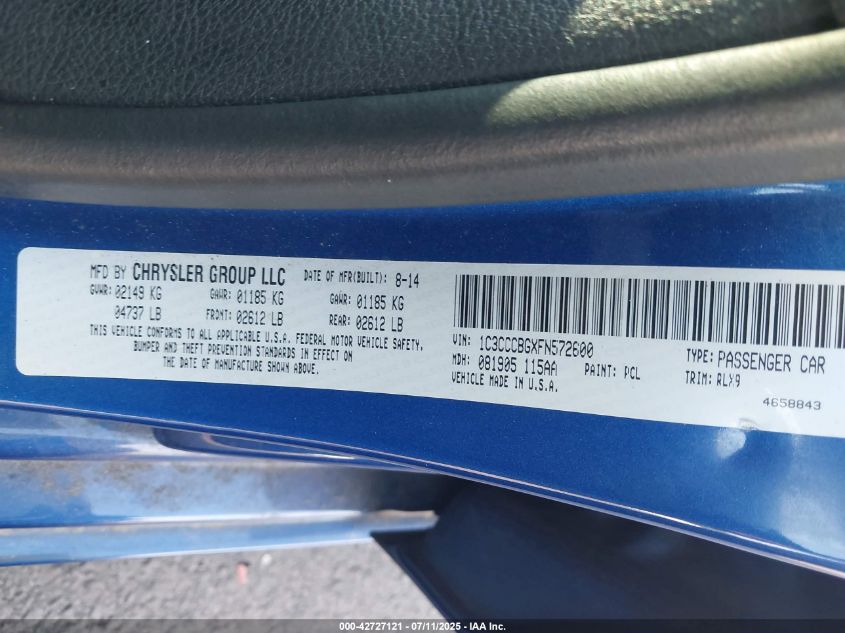 MFD BY CHRYSLER GROUP LLC DATE OF MFR(BUILT): 8-14
GVWR: 02149 KG GAWR: 01185 KG GAWR: 01185 KG
04737 LB FRONT: 02612 LB REAR: 02612 LB
THIS VEHICLE CONFORMS TO ALL APPLICABLE U.S.A. FEDERAL MOTOR VEHICLE SAFETY,
BUMPER AND THEFT PREVENTION STANDARDS IN EFFECT ON
THE DATE OF MANUFACTURE SHOWN ABOVE.
VIN: 1C3CCCBGXFN572600 TYPE: PASSENGER CAR
MDH: 081905 115AA PAINT: PCL TRIM: RLX9
VEHICLE MADE IN U.S.A.
4658843
000-42727121 - 07/11/2025 - IAA Inc.